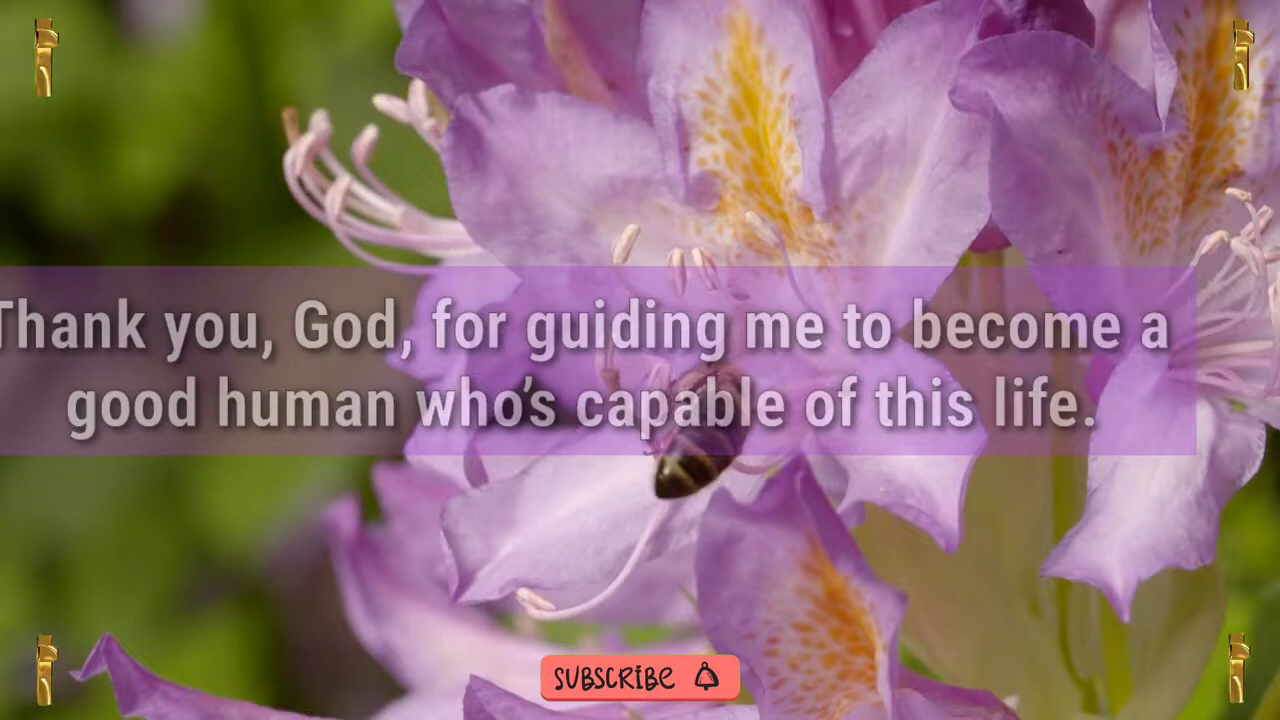 Thank you, God, for guiding me to become a
good human who's capable of this life.
SUBSCRIBE